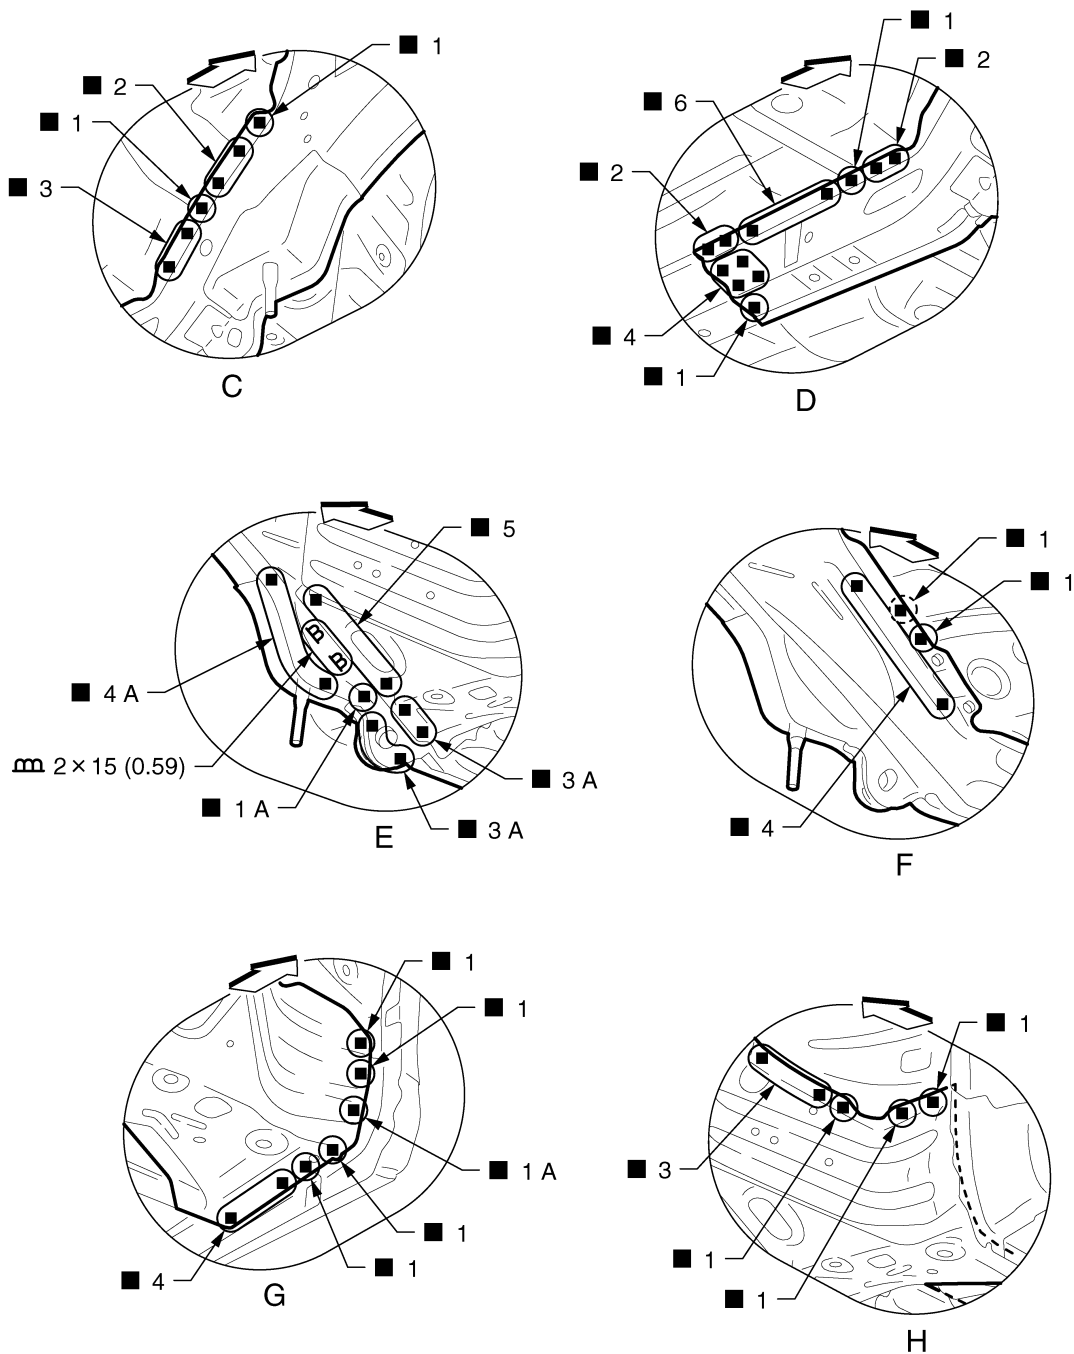 ■ 1
■ 2
■ 1
■ 3
C
■ 1
■ 2
■ 6
■ 2
■ 4
■ 1
D
■ 5
■ 4 A
2 × 15 (0.59)
■ 1 A
■ 3 A
■ 3 A
E
■ 1
■ 1
■ 4
F
■ 1
■ 1
■ 1 A
■ 1
■ 1
■ 4
G
■ 1
■ 3
■ 1
■ 1
H